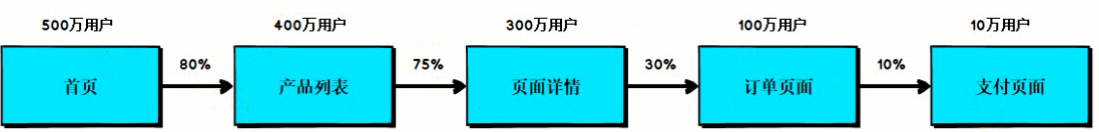 500万用户
400万用户
300万用户
100万用户
10万用户
80%
75%
30%
10%
首页
产品列表
页面详情
订单页面
支付页面